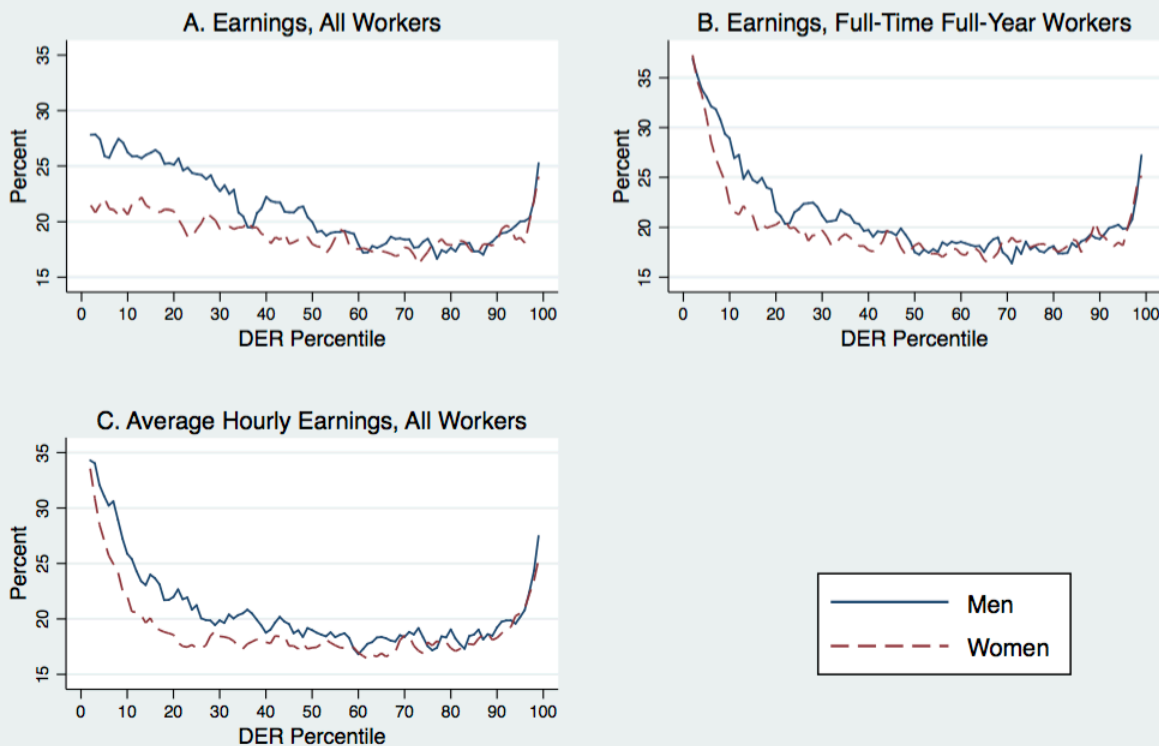 A. Earnings, All Workers
Percent
35
30
25
20
15
0 10 20 30 40 50 60 70 80 90 100
DER Percentile
B. Earnings, Full-Time Full-Year Workers
Percent
35
30
25
20
15
0 10 20 30 40 50 60 70 80 90 100
DER Percentile
C. Average Hourly Earnings, All Workers
Percent
35
30
25
20
15
0 10 20 30 40 50 60 70 80 90 100
DER Percentile
Men
Women